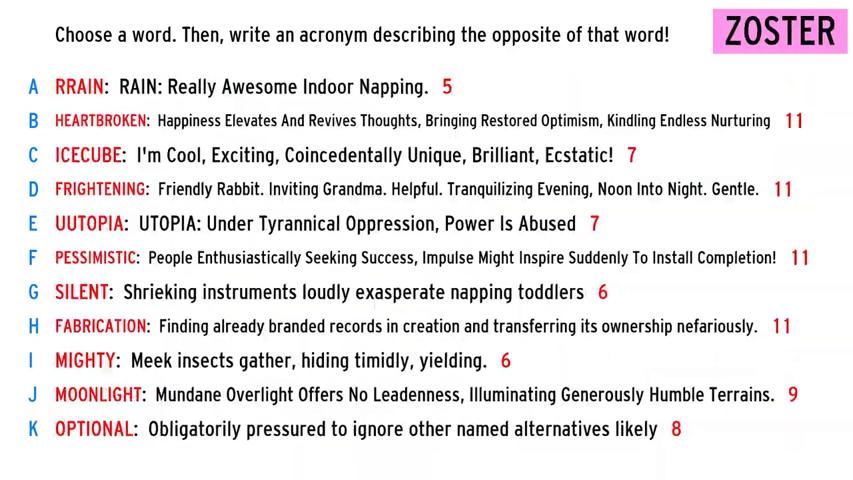 Choose a word. Then, write an acronym describing the opposite of that word!
ZOSTER
A RRAIN: RAIN: Really Awesome Indoor Napping. 5
B HEARTBROKEN: Happiness Elevates And Revives Thoughts, Bringing Restored Optimism, Kindling Endless Nurturing 11
C ICECUBE: I'm Cool, Exciting, Coincedentally Unique, Brilliant, Ecstatic! 7
D FRIGHTENING: Friendly Rabbit. Inviting Grandma. Helpful. Tranquilizing Evening, Noon Into Night. Gentle. 11
E UUTOPIA: UTOPIA: Under Tyrannical Oppression, Power Is Abused 7
F PESSIMISTIC: People Enthusiastically Seeking Success, Impulse Might Inspire Suddenly To Install Completion! 11
G SILENT: Shrieking instruments loudly exasperate napping toddlers 6
H FABRICATION: Finding already branded records in creation and transferring its ownership nefariously. 11
I MIGHTY: Meek insects gather, hiding timidly, yielding. 6
J MOONLIGHT: Mundane Overlight Offers No Leadenness, Illuminating Generously Humble Terrains. 9
K OPTIONAL: Obligatorily pressured to ignore other named alternatives likely 8